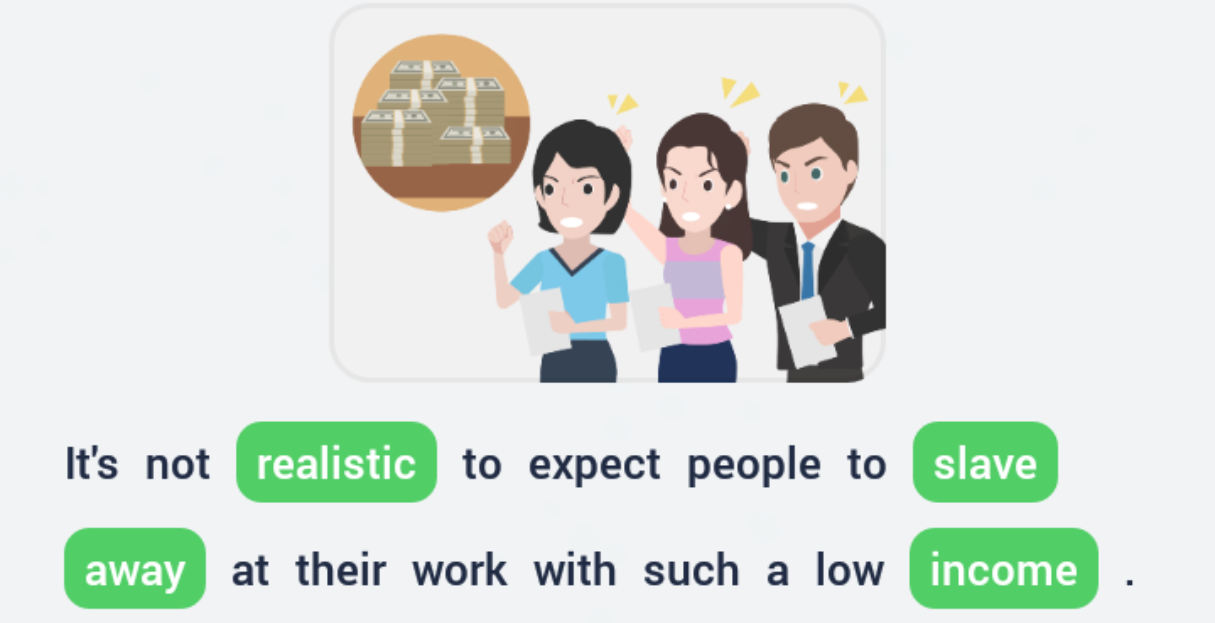 It's not realistic to expect people to slave
away at their work with such a low income .